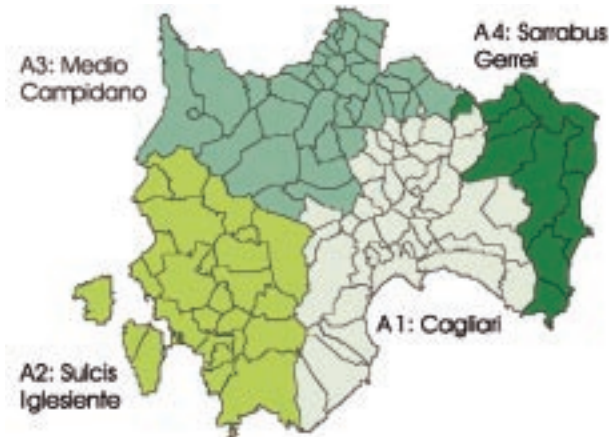 A3: Medio
Campidano
A4: Sarrabus
Gerrei
A1: Cagliari
A2: Sulcis
Iglesiente